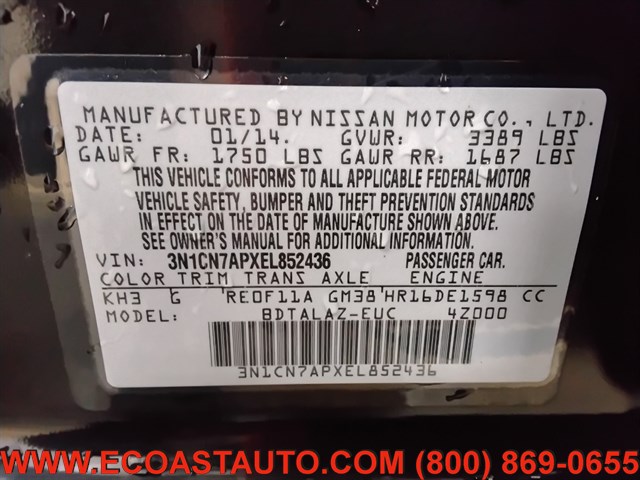 MANUFACTURED BY NISSAN MOTOR CO., LTD.
DATE: 01/14. GVWR: 3389 LBS
GAWR FR: 1750 LBS GAWR RR: 1687 LBS
THIS VEHICLE CONFORMS TO ALL APPLICABLE FEDERAL MOTOR
VEHICLE SAFETY, BUMPER AND THEFT PREVENTION STANDARDS
IN EFFECT ON THE DATE OF MANUFACTURE SHOWN ABOVE.
SEE OWNER'S MANUAL FOR ADDITIONAL INFORMATION.
VIN: 3N1CN7APXEL852436 PASSENGER CAR.
COLOR TRIM TRANS AXLE ENGINE
KH3 G 'RE0F11A GM38'HR16DE1598 CC
MODEL: BDTALAZ-EUC 4Z000
3N1CN7APXEL852436
WWW.ECOASTAUTO.COM (800) 869-0655